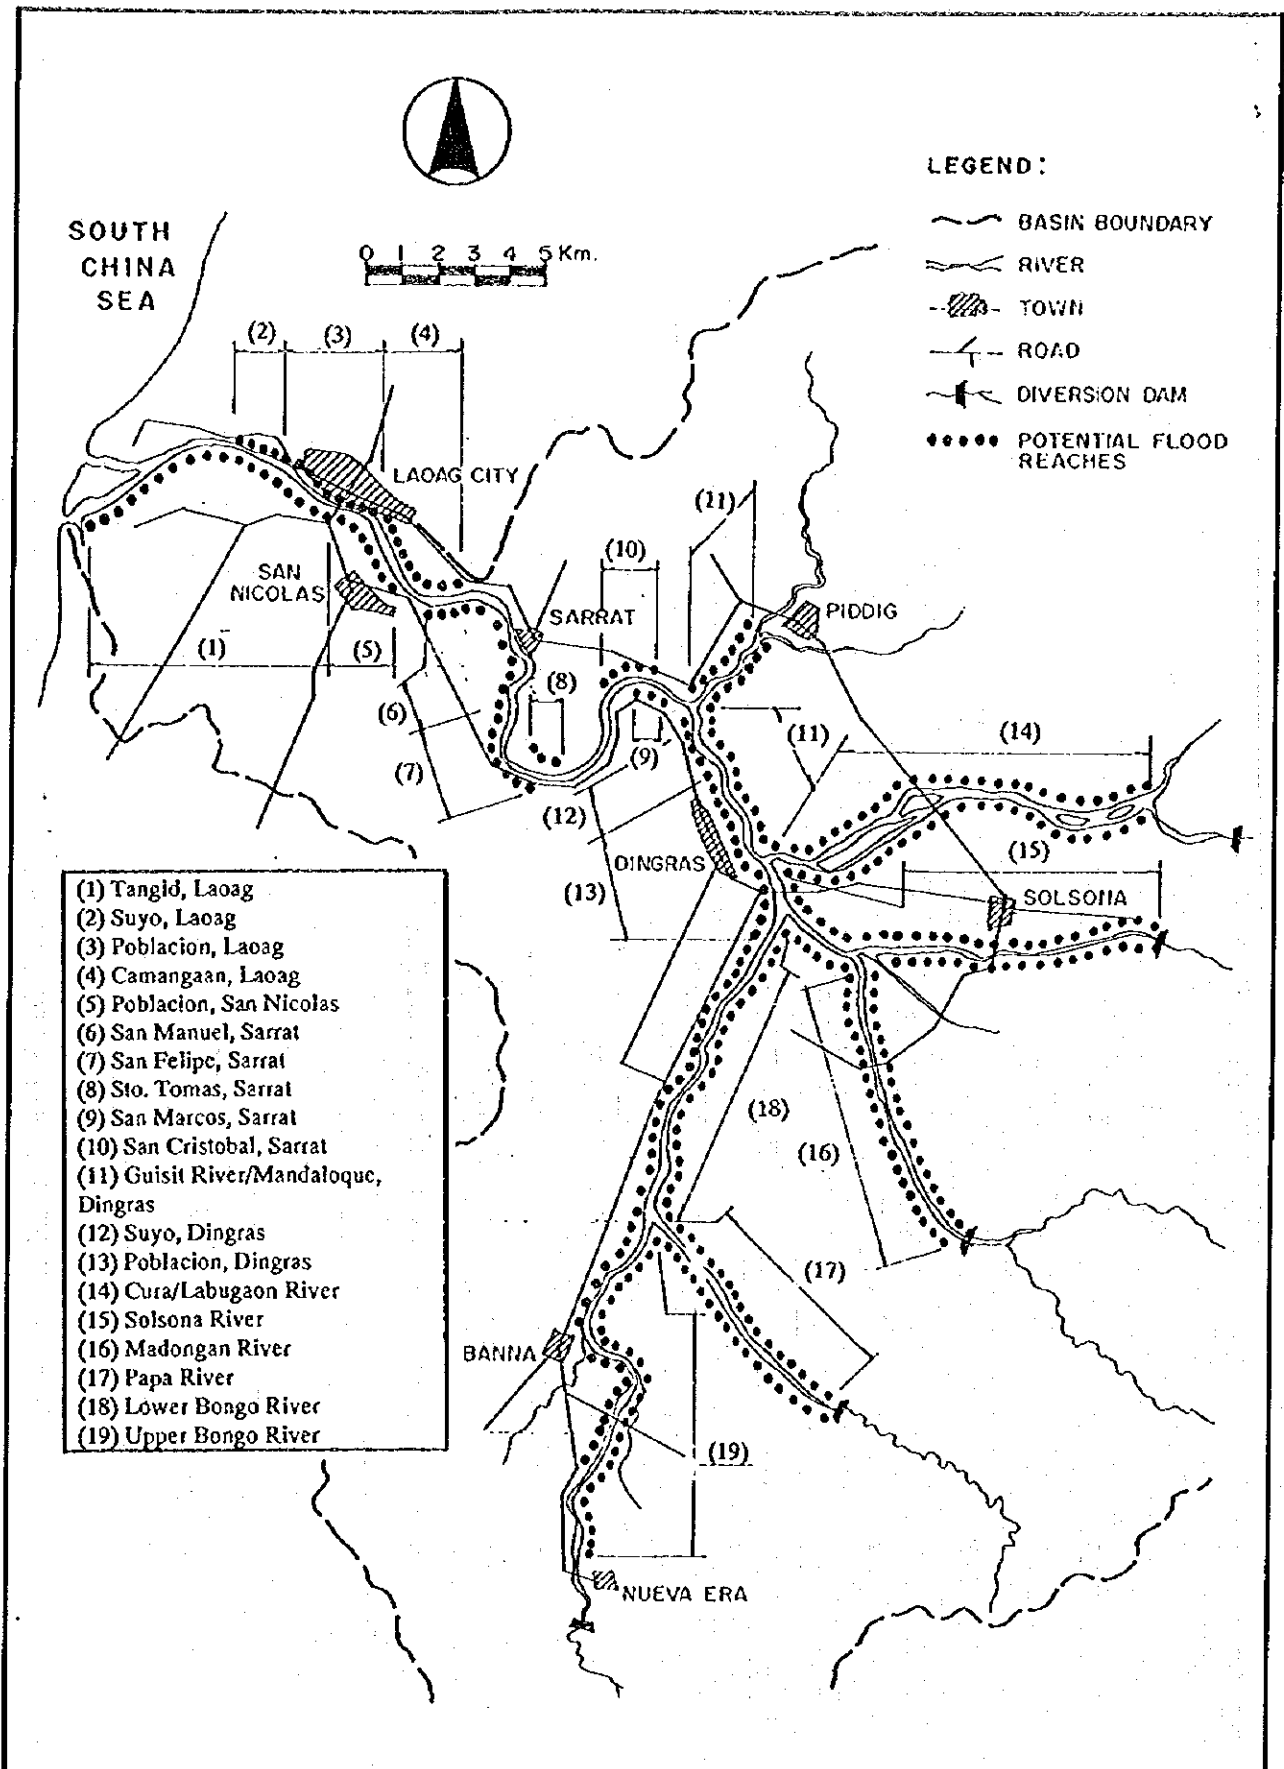 SOUTH
CHINA
SEA
0 1 2 3 4 5 Km.
LEGEND:
BASIN BOUNDARY
RIVER
TOWN
ROAD
DIVERSION DAM
POTENTIAL FLOOD
REACHES
(2)
(3)
(4)
LAOAG CITY
(11)
(10)
SAN
NICOLAS
SARRAT
PIDDIG
(1)
(5)
(8)
(6)
(9)
(11)
(14)
(7)
(12)
(15)
DINGRAS
(13)
SOLSONA
(18)
(16)
(17)
BANNA
(19)
NUEVA ERA
(1) Tangid, Laoag
(2) Suyo, Laoag
(3) Poblacion, Laoag
(4) Camangaan, Laoag
(5) Poblacion, San Nicolas
(6) San Manuel, Sarrat
(7) San Felipe, Sarrat
(8) Sto. Tomas, Sarrat
(9) San Marcos, Sarrat
(10) San Cristobal, Sarrat
(11) Guisit River/Mandaloque,
Dingras
(12) Suyo, Dingras
(13) Poblacion, Dingras
(14) Cura/Labugaon River
(15) Solsona River
(16) Madongan River
(17) Papa River
(18) Lower Bongo River
(19) Upper Bongo River